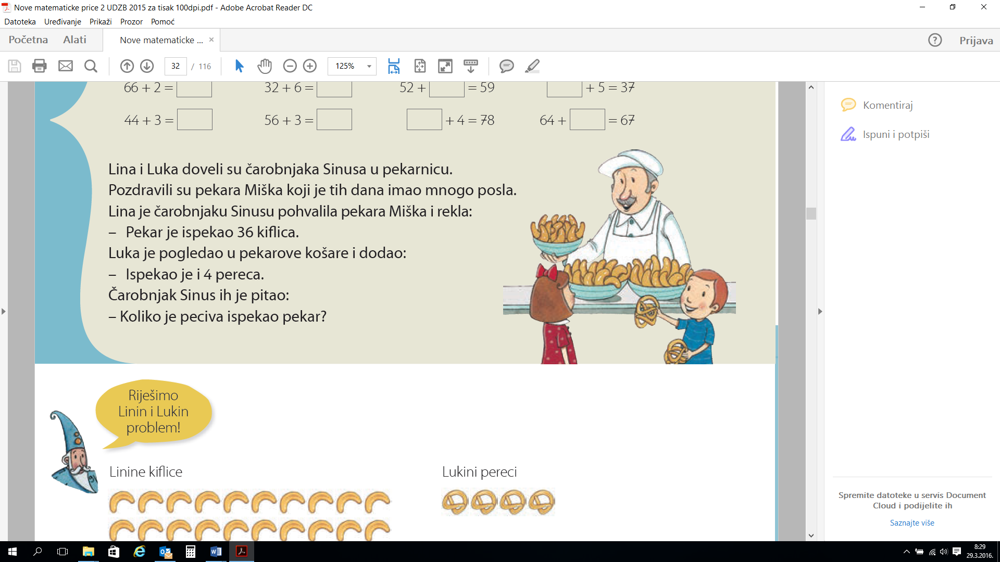 Nove matematicke price 2 UDZB 2015 za tisak 100dpi.pdf - Adobe Acrobat Reader DC
Datoteka Uređivanje Prikaži Prozor Pomoć
Početna Alati Nove matematicke ... × ? Prijava
32 / 116 125%
66 + 2 = 32 + 6 = 52 + = 59 + 5 = 37
44 + 3 = 56 + 3 = + 4 = 78 64 + = 67
Lina i Luka doveli su čarobnjaka Sinusa u pekarnicu.
Pozdravili su pekara Miška koji je tih dana imao mnogo posla.
Lina je čarobnjaku Sinusu pohvalila pekara Miška i rekla:
– Pekar je ispekao 36 kiflica.
Luka je pogledao u pekarove košare i dodao:
– Ispekao je i 4 pereca.
Čarobnjak Sinus ih je pitao:
– Koliko je peciva ispekao pekar?
Riješimo
Linin i Lukin
problem!
Linine kiflice Lukini pereci
Komentiraj
Ispuni i potpiši
Spremite datoteke u servis Document
Cloud i podijelite ih
Saznajte više
8:29
29.3.2016.